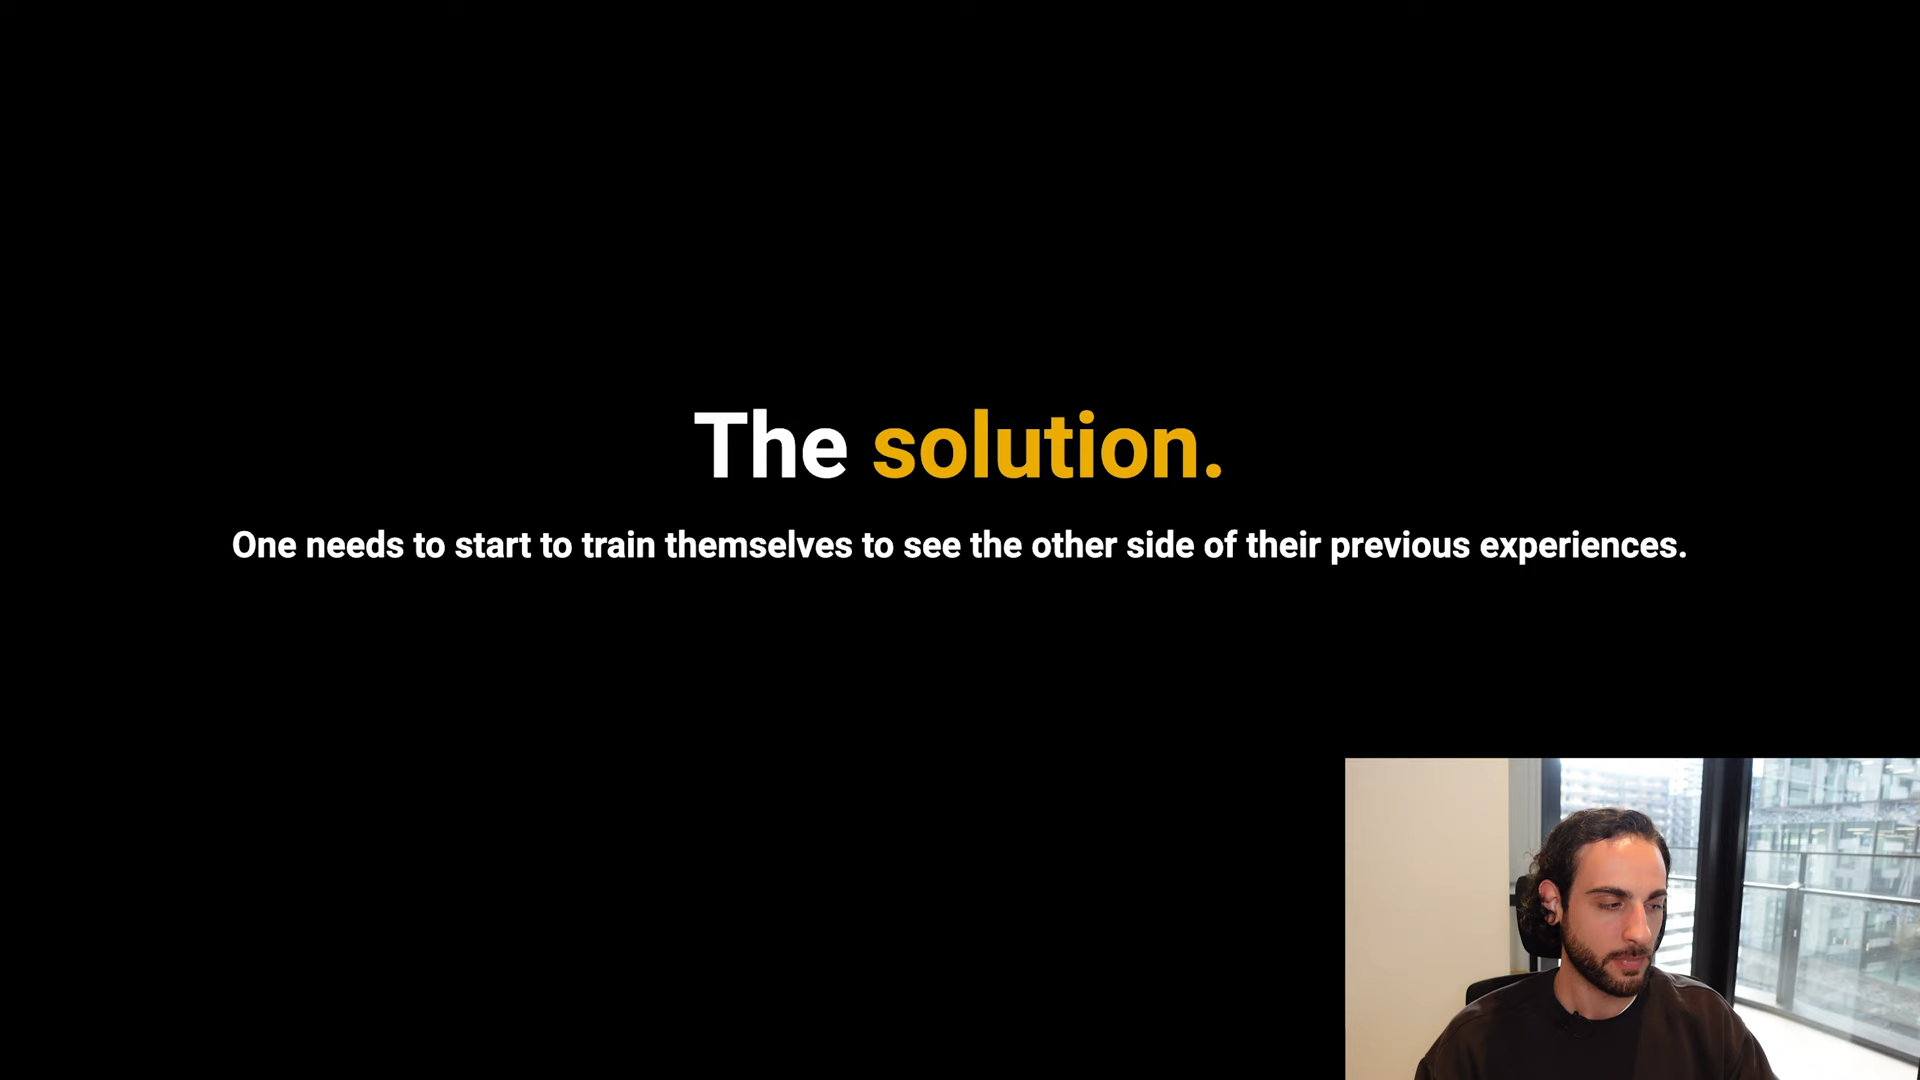 The solution.
One needs to start to train themselves to see the other side of their previous experiences.